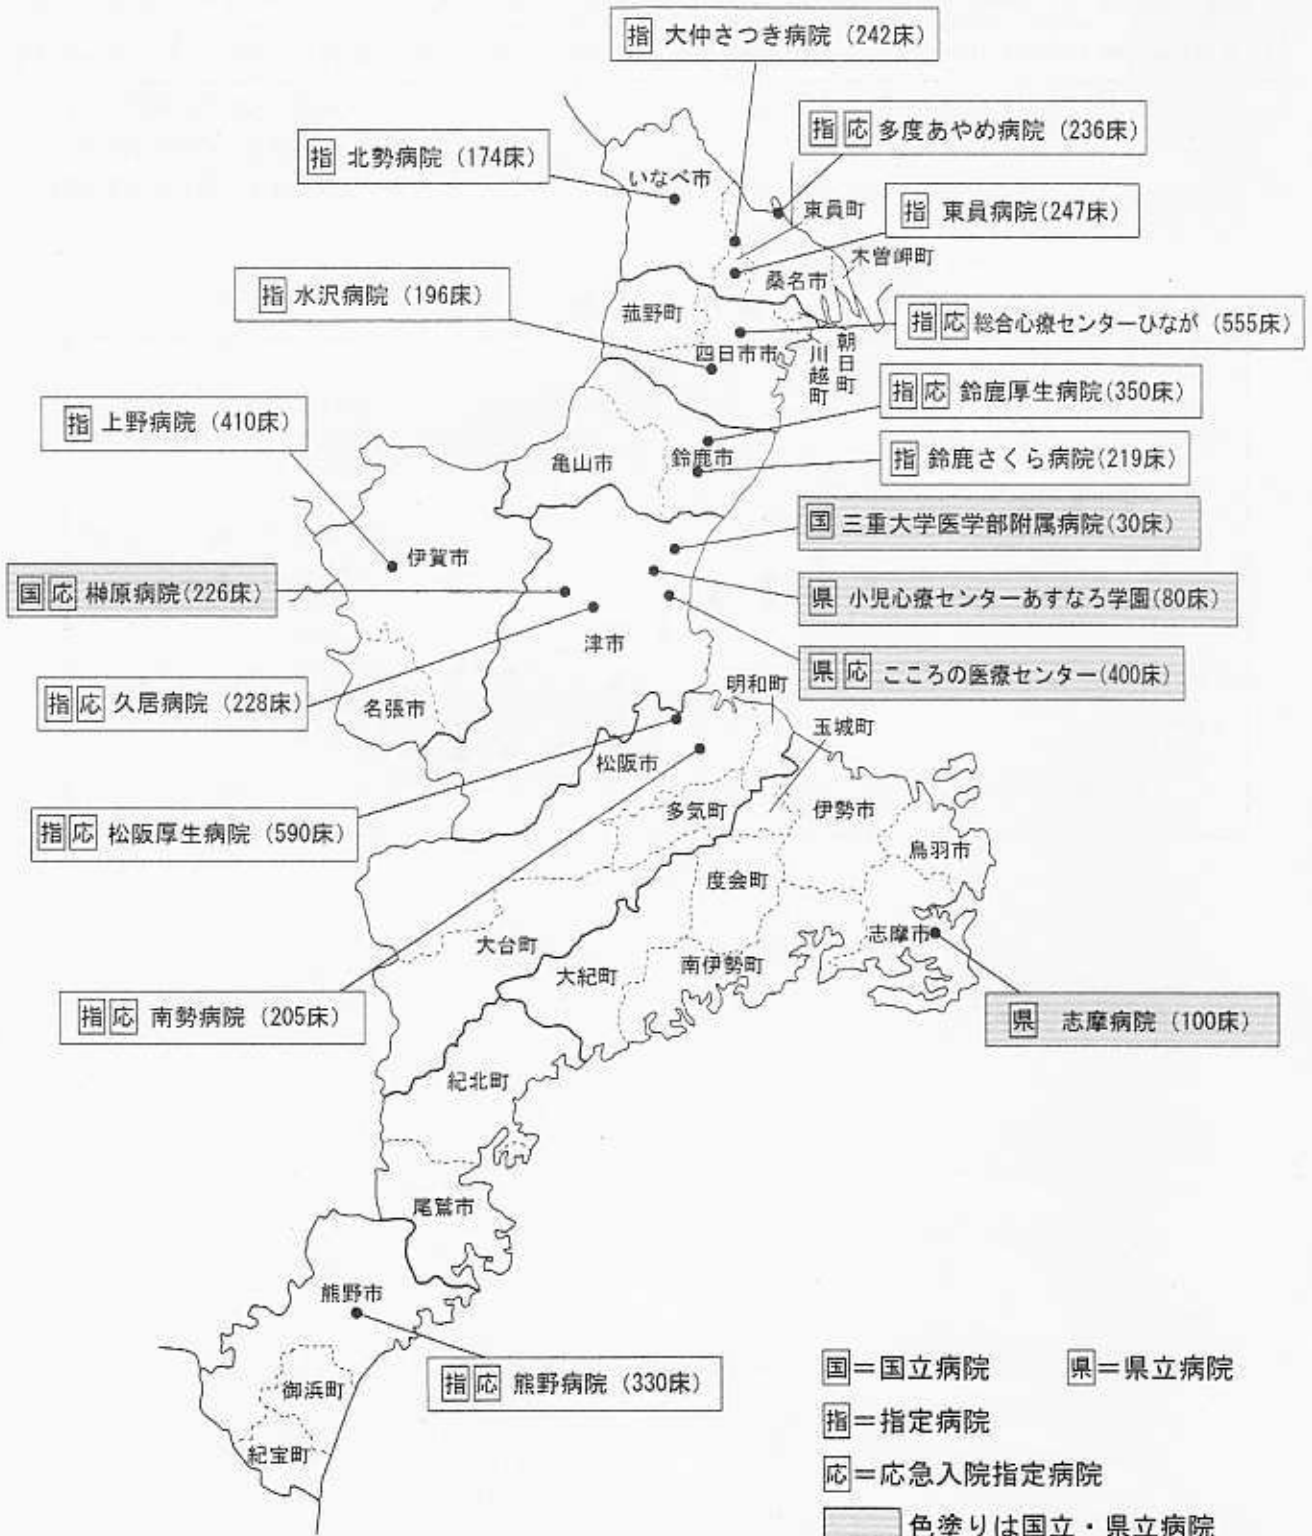 指 大仲さつき病院 (242床)
指 応 多度あやめ病院 (236床)
指 北勢病院 (174床)
いなべ市
東員町
指 東員病院(247床)
木曽岬町
桑名市
指 水沢病院 (196床)
菰野町
指 応 総合心療センターひなが (555床)
四日市市
川越町
朝日町
指 応 鈴鹿厚生病院(350床)
指 上野病院 (410床)
亀山市
鈴鹿市
指 鈴鹿さくら病院(219床)
国 三重大学医学部附属病院(30床)
伊賀市
国 応 榊原病院(226床)
県 小児心療センターあすなろ学園(80床)
津市
県 応 こころの医療センター(400床)
指 応 久居病院 (228床)
名張市
明和町
玉城町
松阪市
指 応 松阪厚生病院 (590床)
多気町
伊勢市
鳥羽市
度会町
志摩市
大台町
大紀町
南伊勢町
指 応 南勢病院 (205床)
県 志摩病院 (100床)
紀北町
尾鷲市
熊野市
指 応 熊野病院 (330床)
御浜町
紀宝町
国=国立病院 県=県立病院
指=指定病院
応=応急入院指定病院
色塗りは国立・県立病院